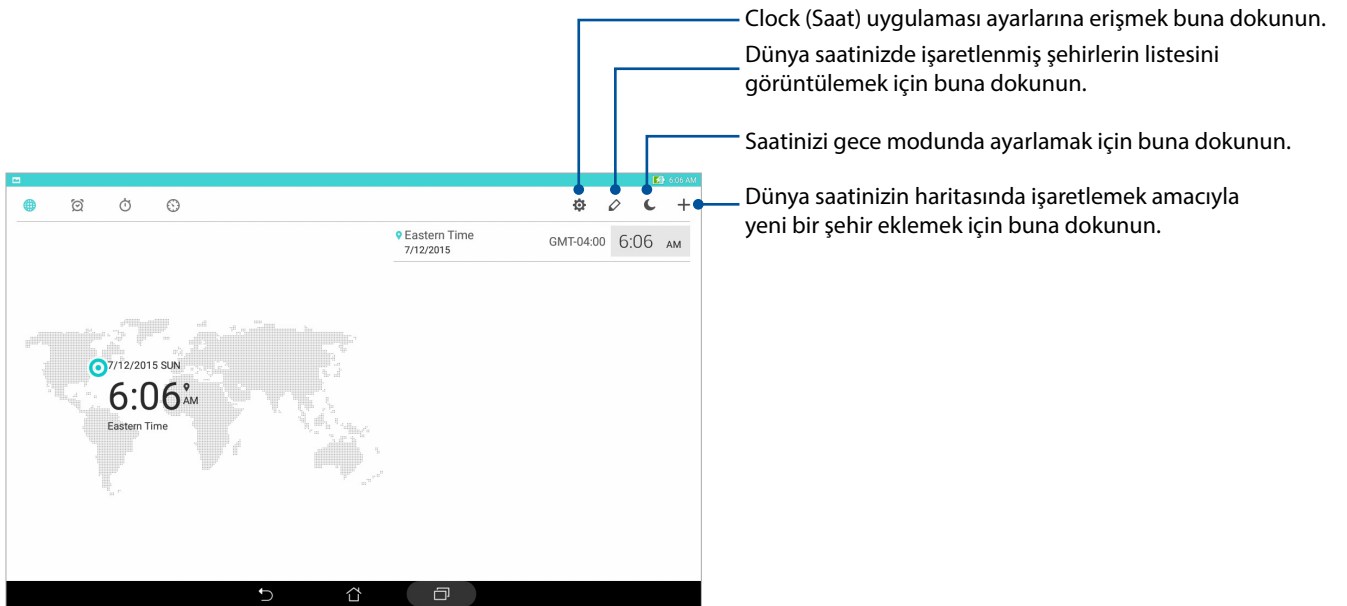 Clock (Saat) uygulaması ayarlarına erişmek buna dokunun.
Dünya saatinizde işaretlenmiş şehirlerin listesini
görüntülemek için buna dokunun.
Saatinizi gece modunda ayarlamak için buna dokunun.
Dünya saatinizin haritasında işaretlemek amacıyla
yeni bir şehir eklemek için buna dokunun.
6:06 AM
Eastern Time
7/12/2015
GMT-04:00
6:06 AM
7/12/2015 SUN
6:06 AM
Eastern Time